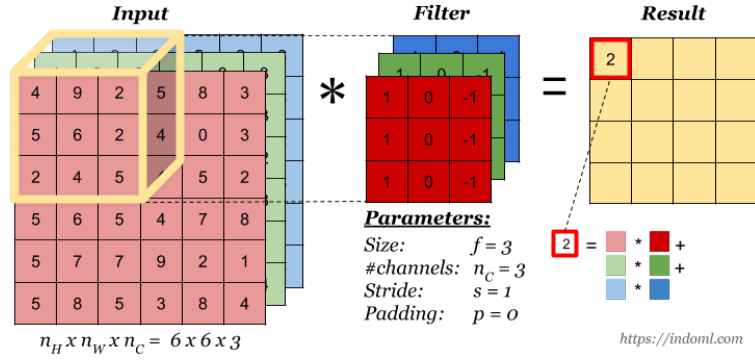 Input
Filter
Result
4 9 2 5 8 3
5 6 2 4 0 3
2 4 5 4 5 2
5 6 5 4 7 8
5 7 7 9 2 1
5 8 5 3 8 4
*
1 0 -1
1 0 -1
1 0 -1
=
2
n_H x n_W x n_C = 6 x 6 x 3
Parameters:
Size: f = 3
#channels: n_C = 3
Stride: s = 1
Padding: p = 0
2 = * +
* +
*
https://indoml.com